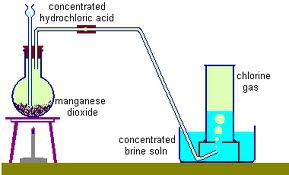 concentrated
hydrochloric acid
chlorine
gas
manganese
dioxide
concentrated
brine soln